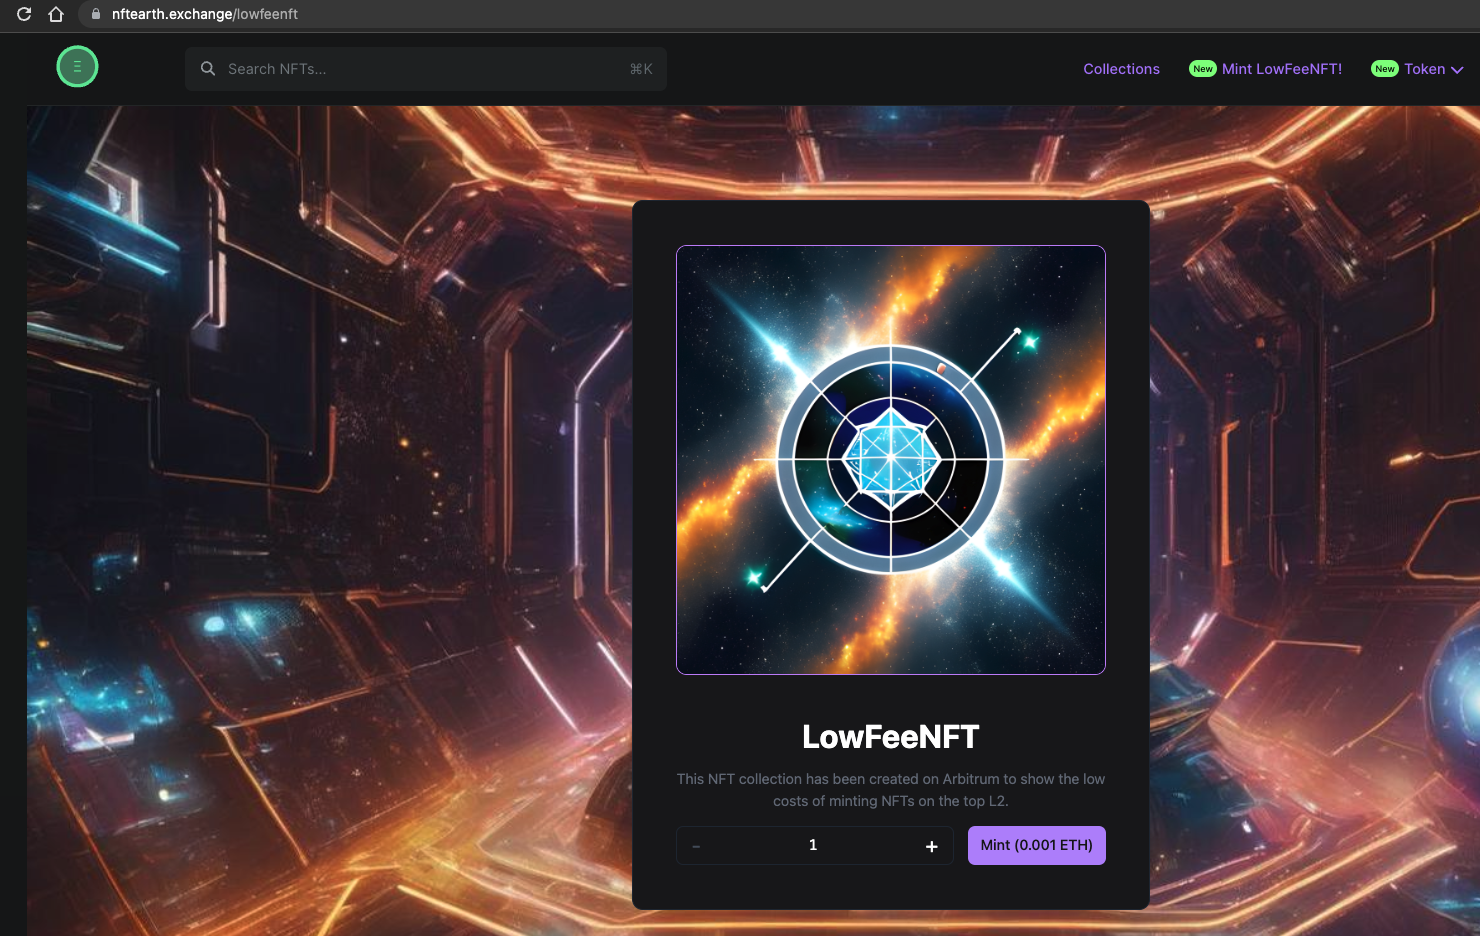 nftearth.exchange/lowfeenft
Search NFTs...
⌘K
Collections
New Mint LowFeeNFT!
New Token
LowFeeNFT
This NFT collection has been created on Arbitrum to show the low
costs of minting NFTs on the top L2.
- 1 +
Mint (0.001 ETH)